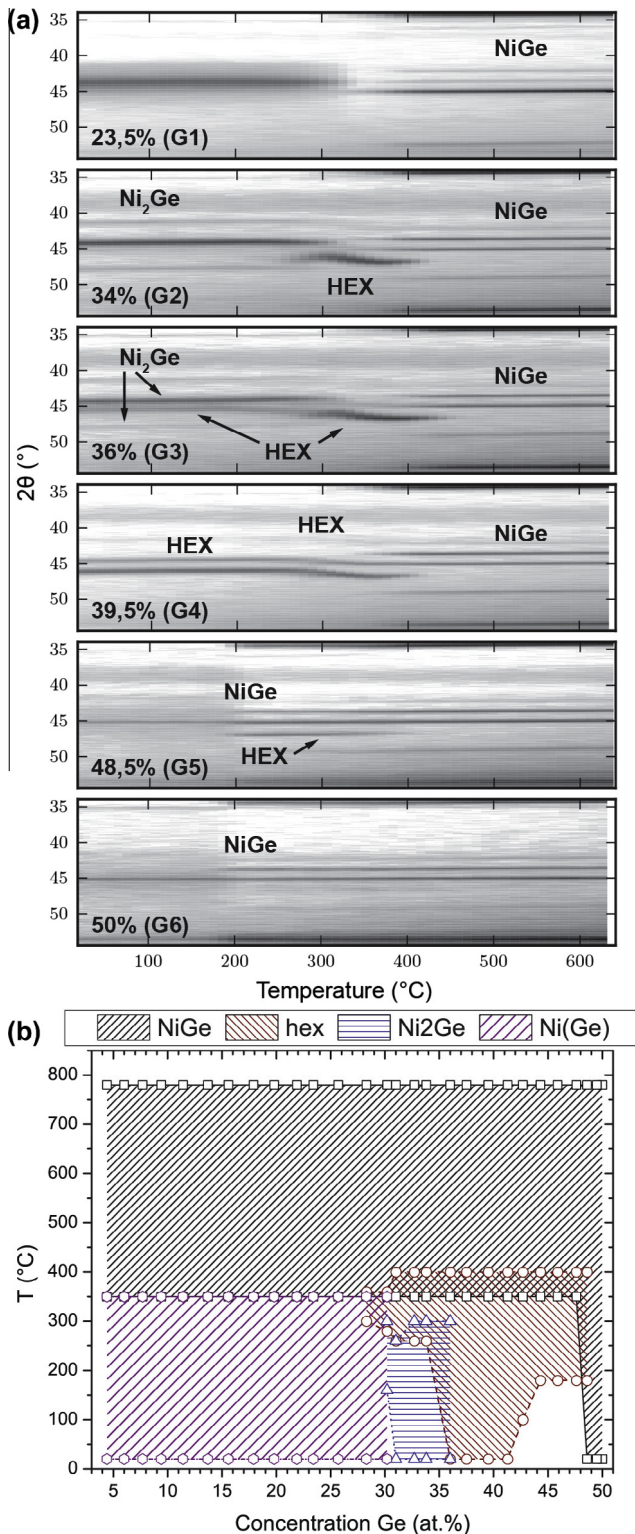 (a)
35
40
45
50
NiGe
23,5% (G1)
35
40
45
50
Ni₂Ge
NiGe
HEX
34% (G2)
35
40
45
50
Ni₂Ge
NiGe
HEX
36% (G3)
35
40
45
50
HEX
HEX
NiGe
39,5% (G4)
35
40
45
50
NiGe
HEX
48,5% (G5)
35
40
45
50
NiGe
50% (G6)
2θ (°)
100 200 300 400 500 600
Temperature (°C)
(b)
NiGe hex Ni2Ge Ni(Ge)
800
700
600
500
400
300
200
100
0
T (°C)
5 10 15 20 25 30 35 40 45 50
Concentration Ge (at.%)